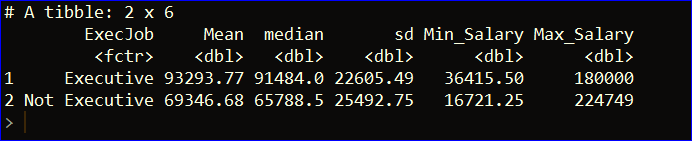 # A tibble: 2 x 6
ExecJob Mean median sd Min_Salary Max_Salary
<fctr> <dbl> <dbl> <dbl> <dbl> <dbl>
1 Executive 93293.77 91484.0 22605.49 36415.50 180000
2 Not Executive 69346.68 65788.5 25492.75 16721.25 224749
>